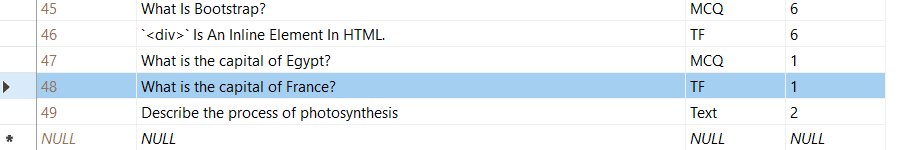 45 What Is Bootstrap? MCQ 6
46 `<div>` Is An Inline Element In HTML. TF 6
47 What is the capital of Egypt? MCQ 1
48 What is the capital of France? TF 1
49 Describe the process of photosynthesis Text 2
* NULL NULL NULL NULL